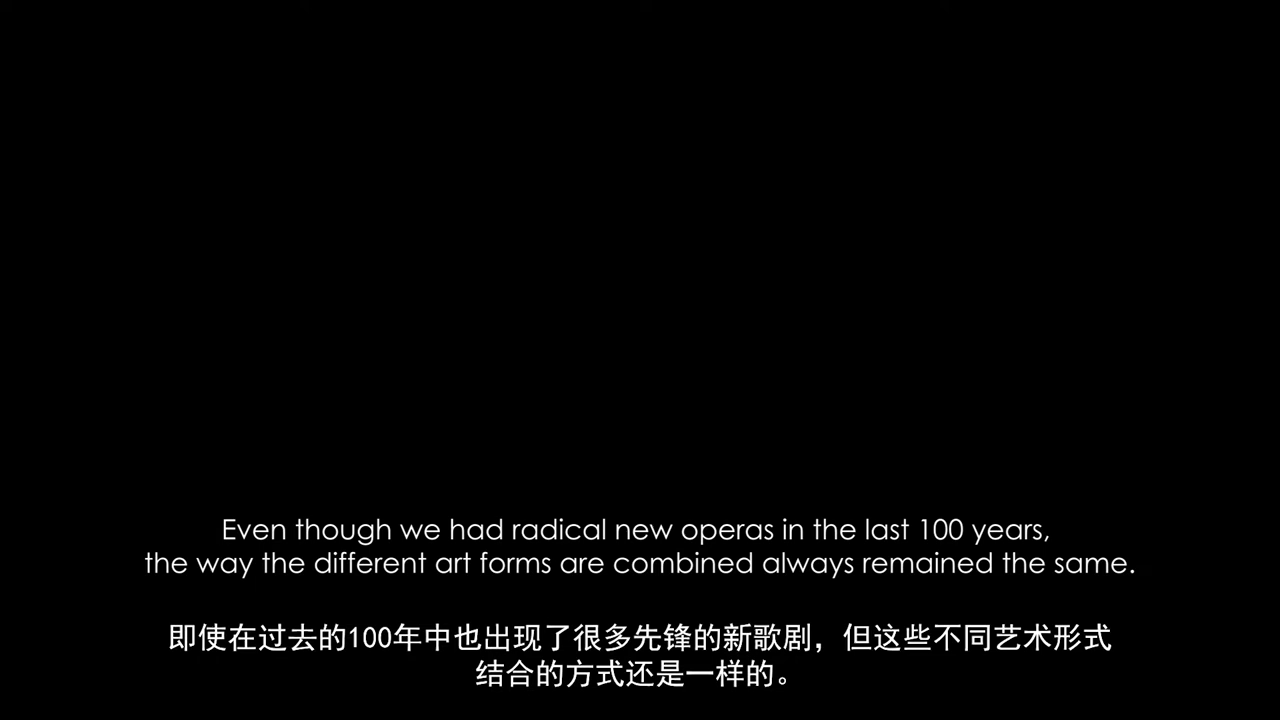 Even though we had radical new operas in the last 100 years,
the way the different art forms are combined always remained the same.
即使在过去的100年中也出现了很多先锋的新歌剧，但这些不同艺术形式
结合的方式还是一样的。